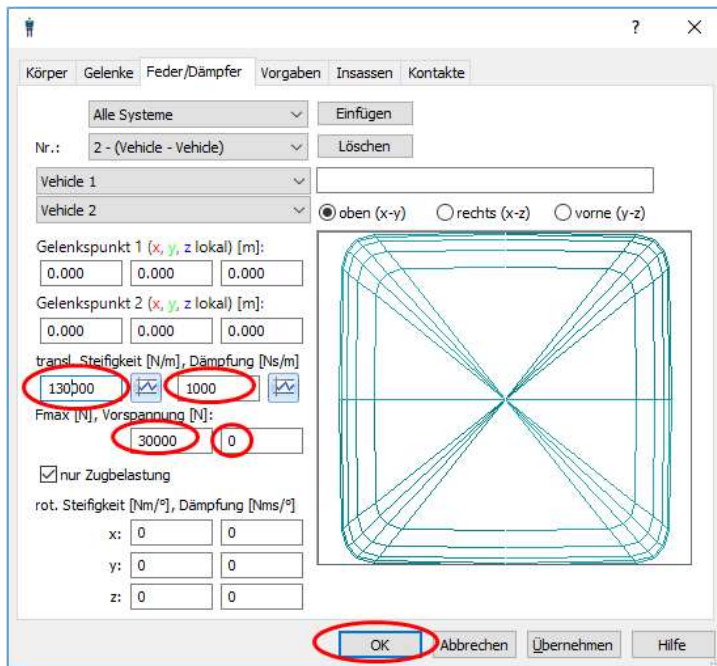 ?
Körper Gelenke Feder/Dämpfer Vorgaben Insassen Kontakte
Alle Systeme Einfügen
Nr.: 2 - (Vehicle - Vehicle) Löschen
Vehicle 1
Vehicle 2 oben (x-y) rechts (x-z) vorne (y-z)
Gelenkspunkt 1 (x, y, z lokal) [m]:
0.000 0.000 0.000
Gelenkspunkt 2 (x, y, z lokal) [m]:
0.000 0.000 0.000
transl. Steifigkeit [N/m], Dämpfung [Ns/m]
130000 1000
Fmax [N], Vorspannung [N]:
30000 0
nur Zugbelastung
rot. Steifigkeit [Nm/°], Dämpfung [Nms/°]
x: 0 0
y: 0 0
z: 0 0
OK Abbrechen Übernehmen Hilfe